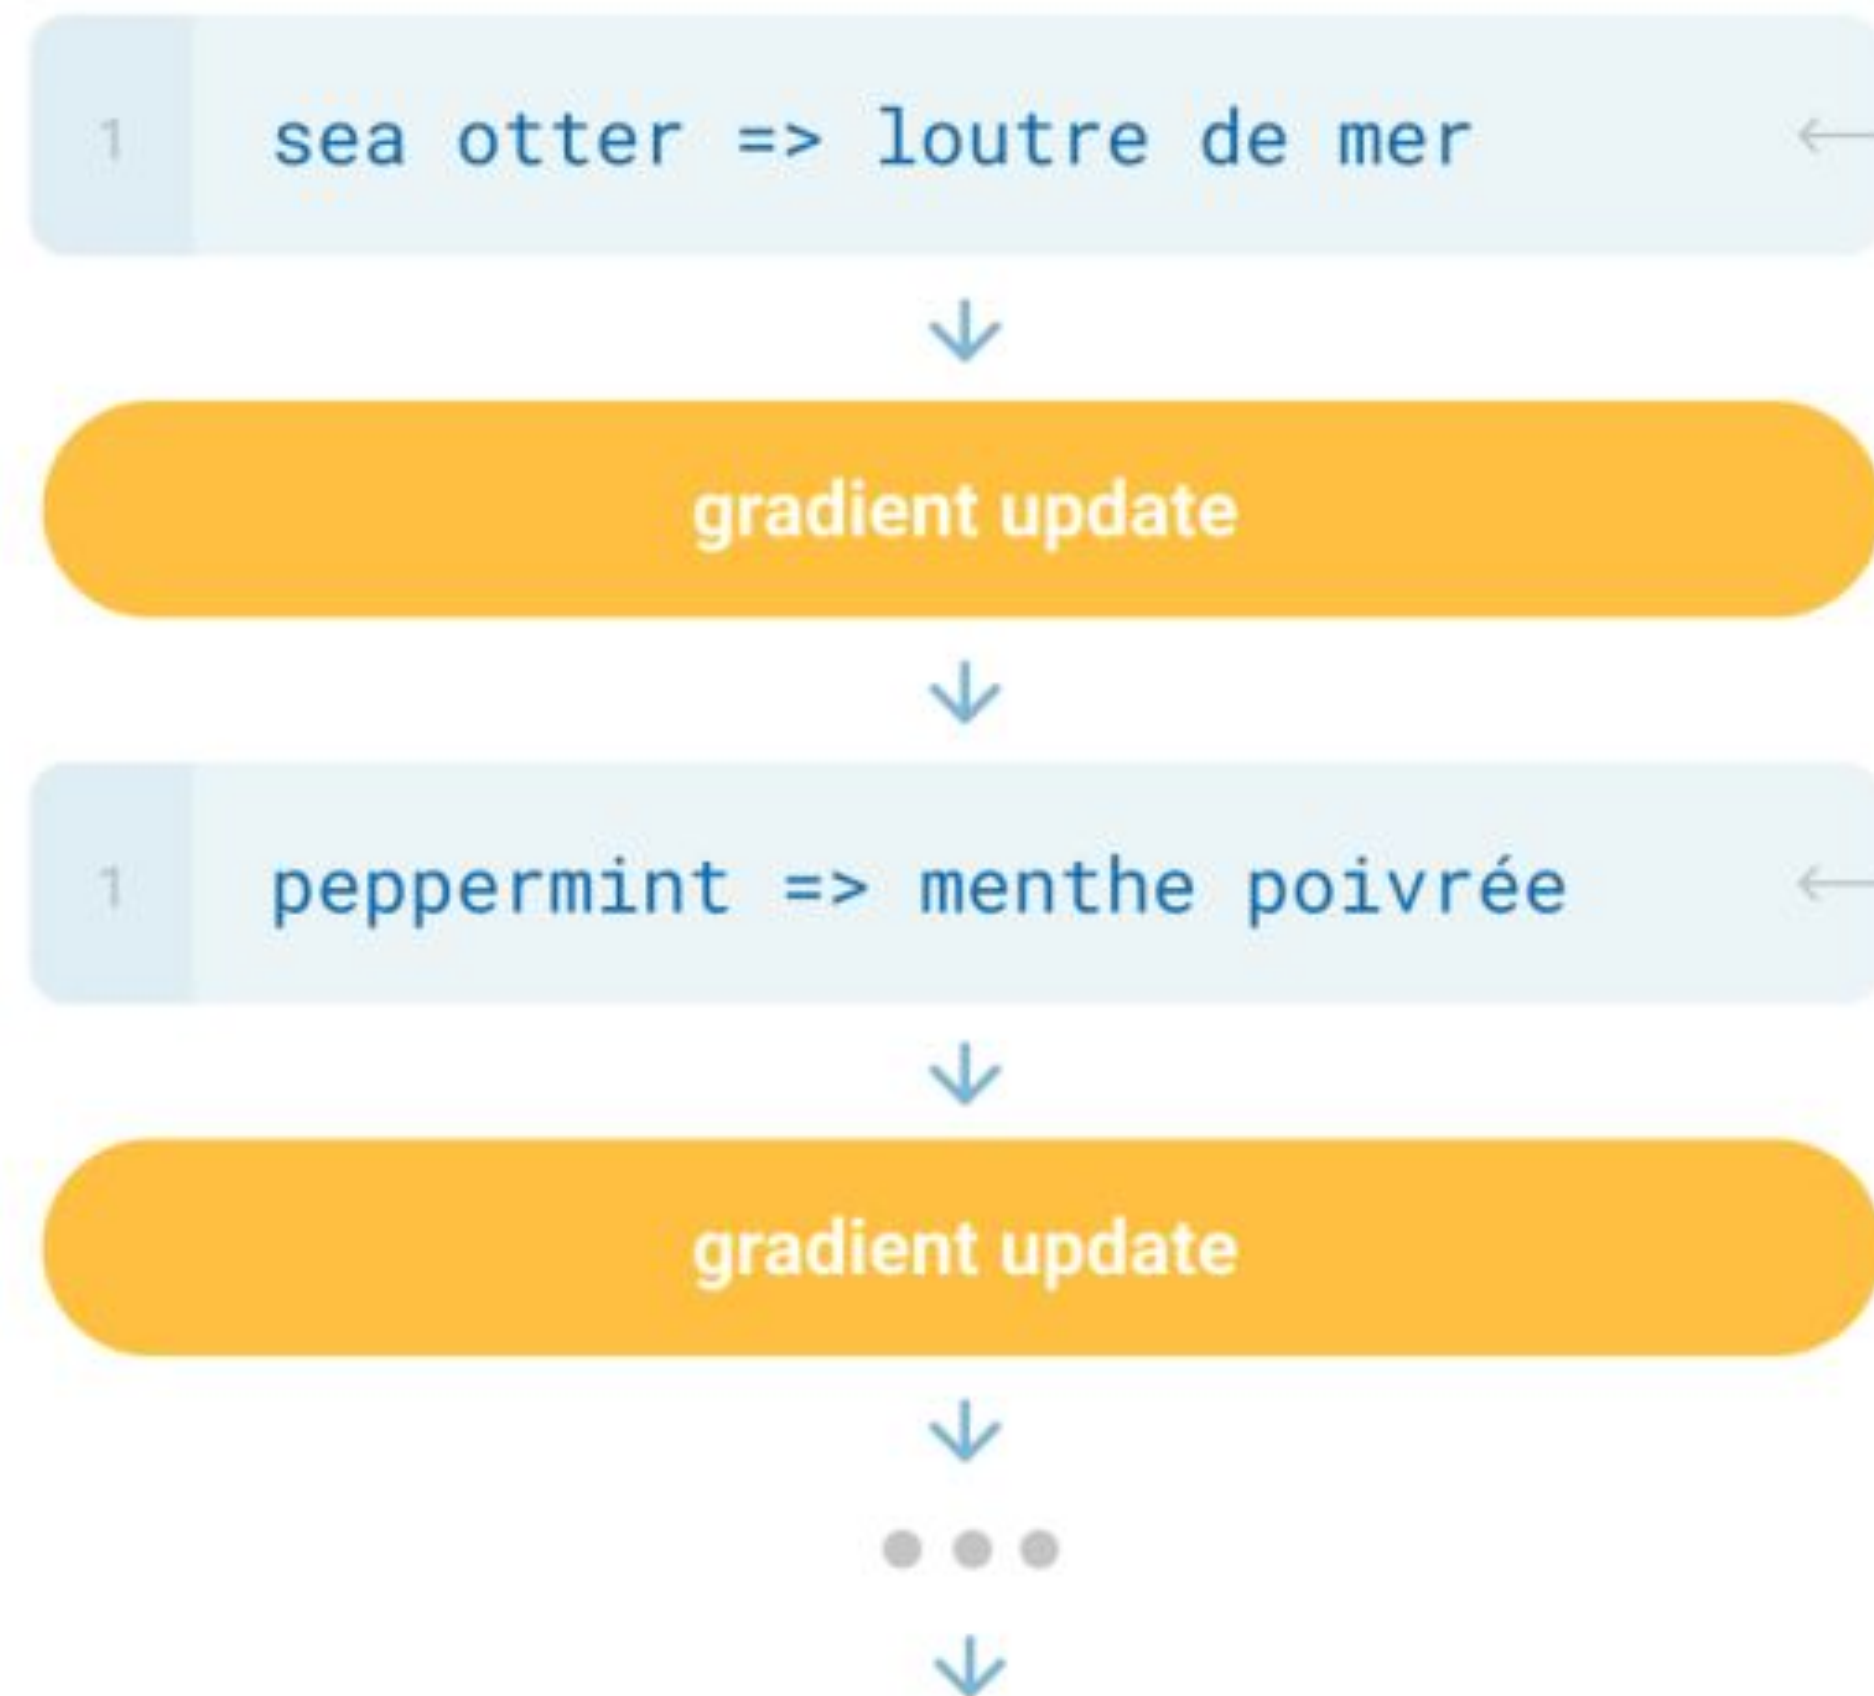 1 sea otter => loutre de mer
gradient update
1 peppermint => menthe poivrée
gradient update